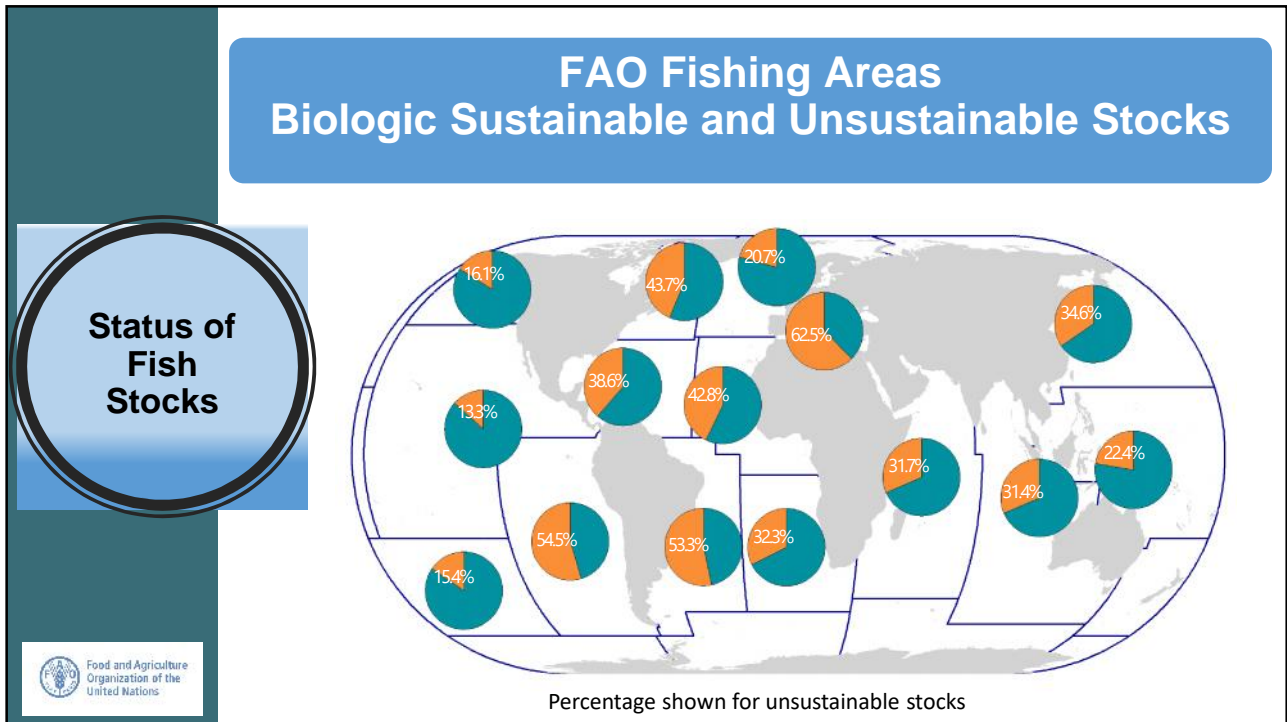 FAO Fishing Areas
Biologic Sustainable and Unsustainable Stocks
Status of
Fish
Stocks
16.1%
43.7%
20.7%
62.5%
34.6%
38.6%
42.8%
13.3%
31.7%
31.4%
22.4%
54.5%
53.3%
32.3%
15.4%
Food and Agriculture
Organization of the
United Nations
Percentage shown for unsustainable stocks